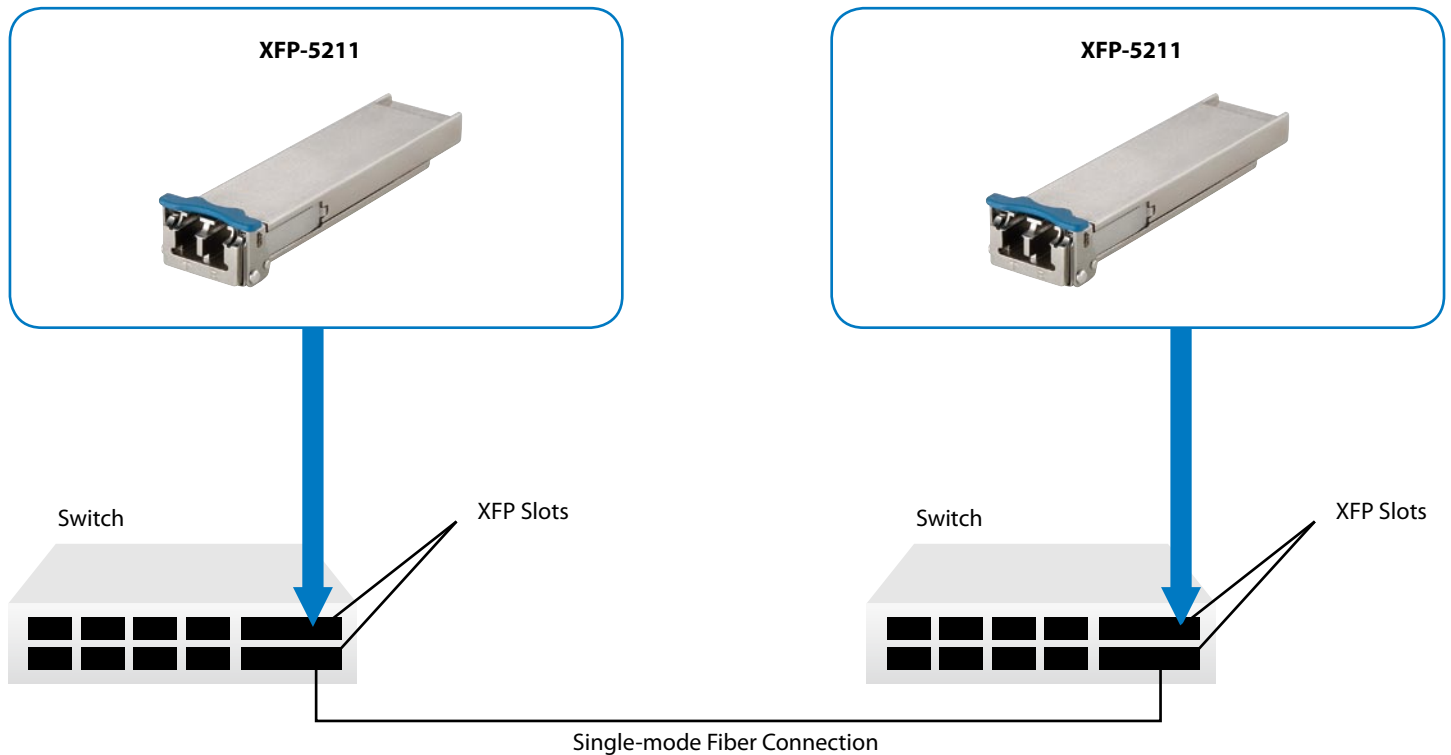 XFP-5211
XFP-5211
Switch
XFP Slots
Switch
XFP Slots
Single-mode Fiber Connection